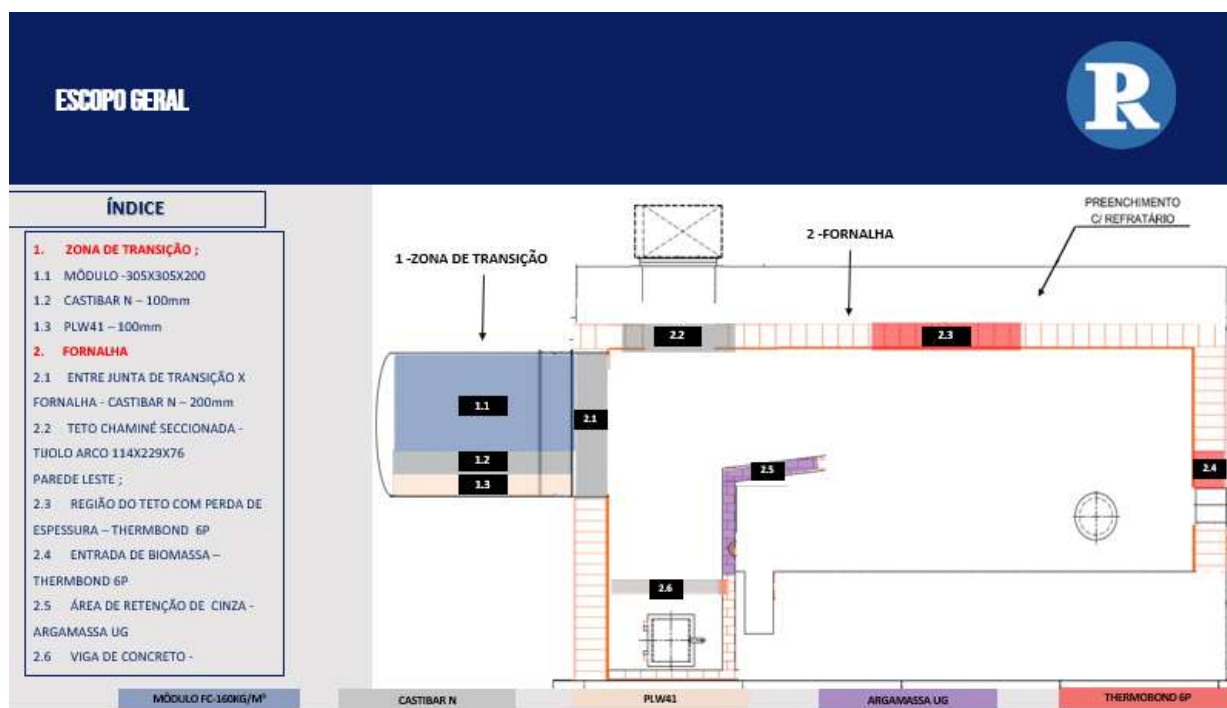 ESCOPO GERAL
R
ÍNDICE
1. ZONA DE TRANSIÇÃO ;
1.1 MÓDULO -305X305X200
1.2 CASTIBAR N – 100mm
1.3 PLW41 – 100mm
2. FORNALHA
2.1 ENTRE JUNTA DE TRANSIÇÃO X
FORNALHA - CASTIBAR N – 200mm
2.2 TETO CHAMINÉ SECCIONADA -
TIJOLO ARCO 114X229X76
PAREDE LESTE ;
2.3 REGIÃO DO TETO COM PERDA DE
ESPESSURA – THERMBOND 6P
2.4 ENTRADA DE BIOMASSA –
THERMBOND 6P
2.5 ÁREA DE RETENÇÃO DE CINZA -
ARGAMASSA UG
2.6 VIGA DE CONCRETO -
1 -ZONA DE TRANSIÇÃO
2 -FORNALHA
PREENCHIMENTO
C/ REFRATÁRIO
2.2
2.3
1.1
2.1
1.2
1.3
2.5
2.4
2.6
MÓDULO FC-160KG/M³
CASTIBAR N
PLW41
ARGAMASSA UG
THERMOBOND 6P